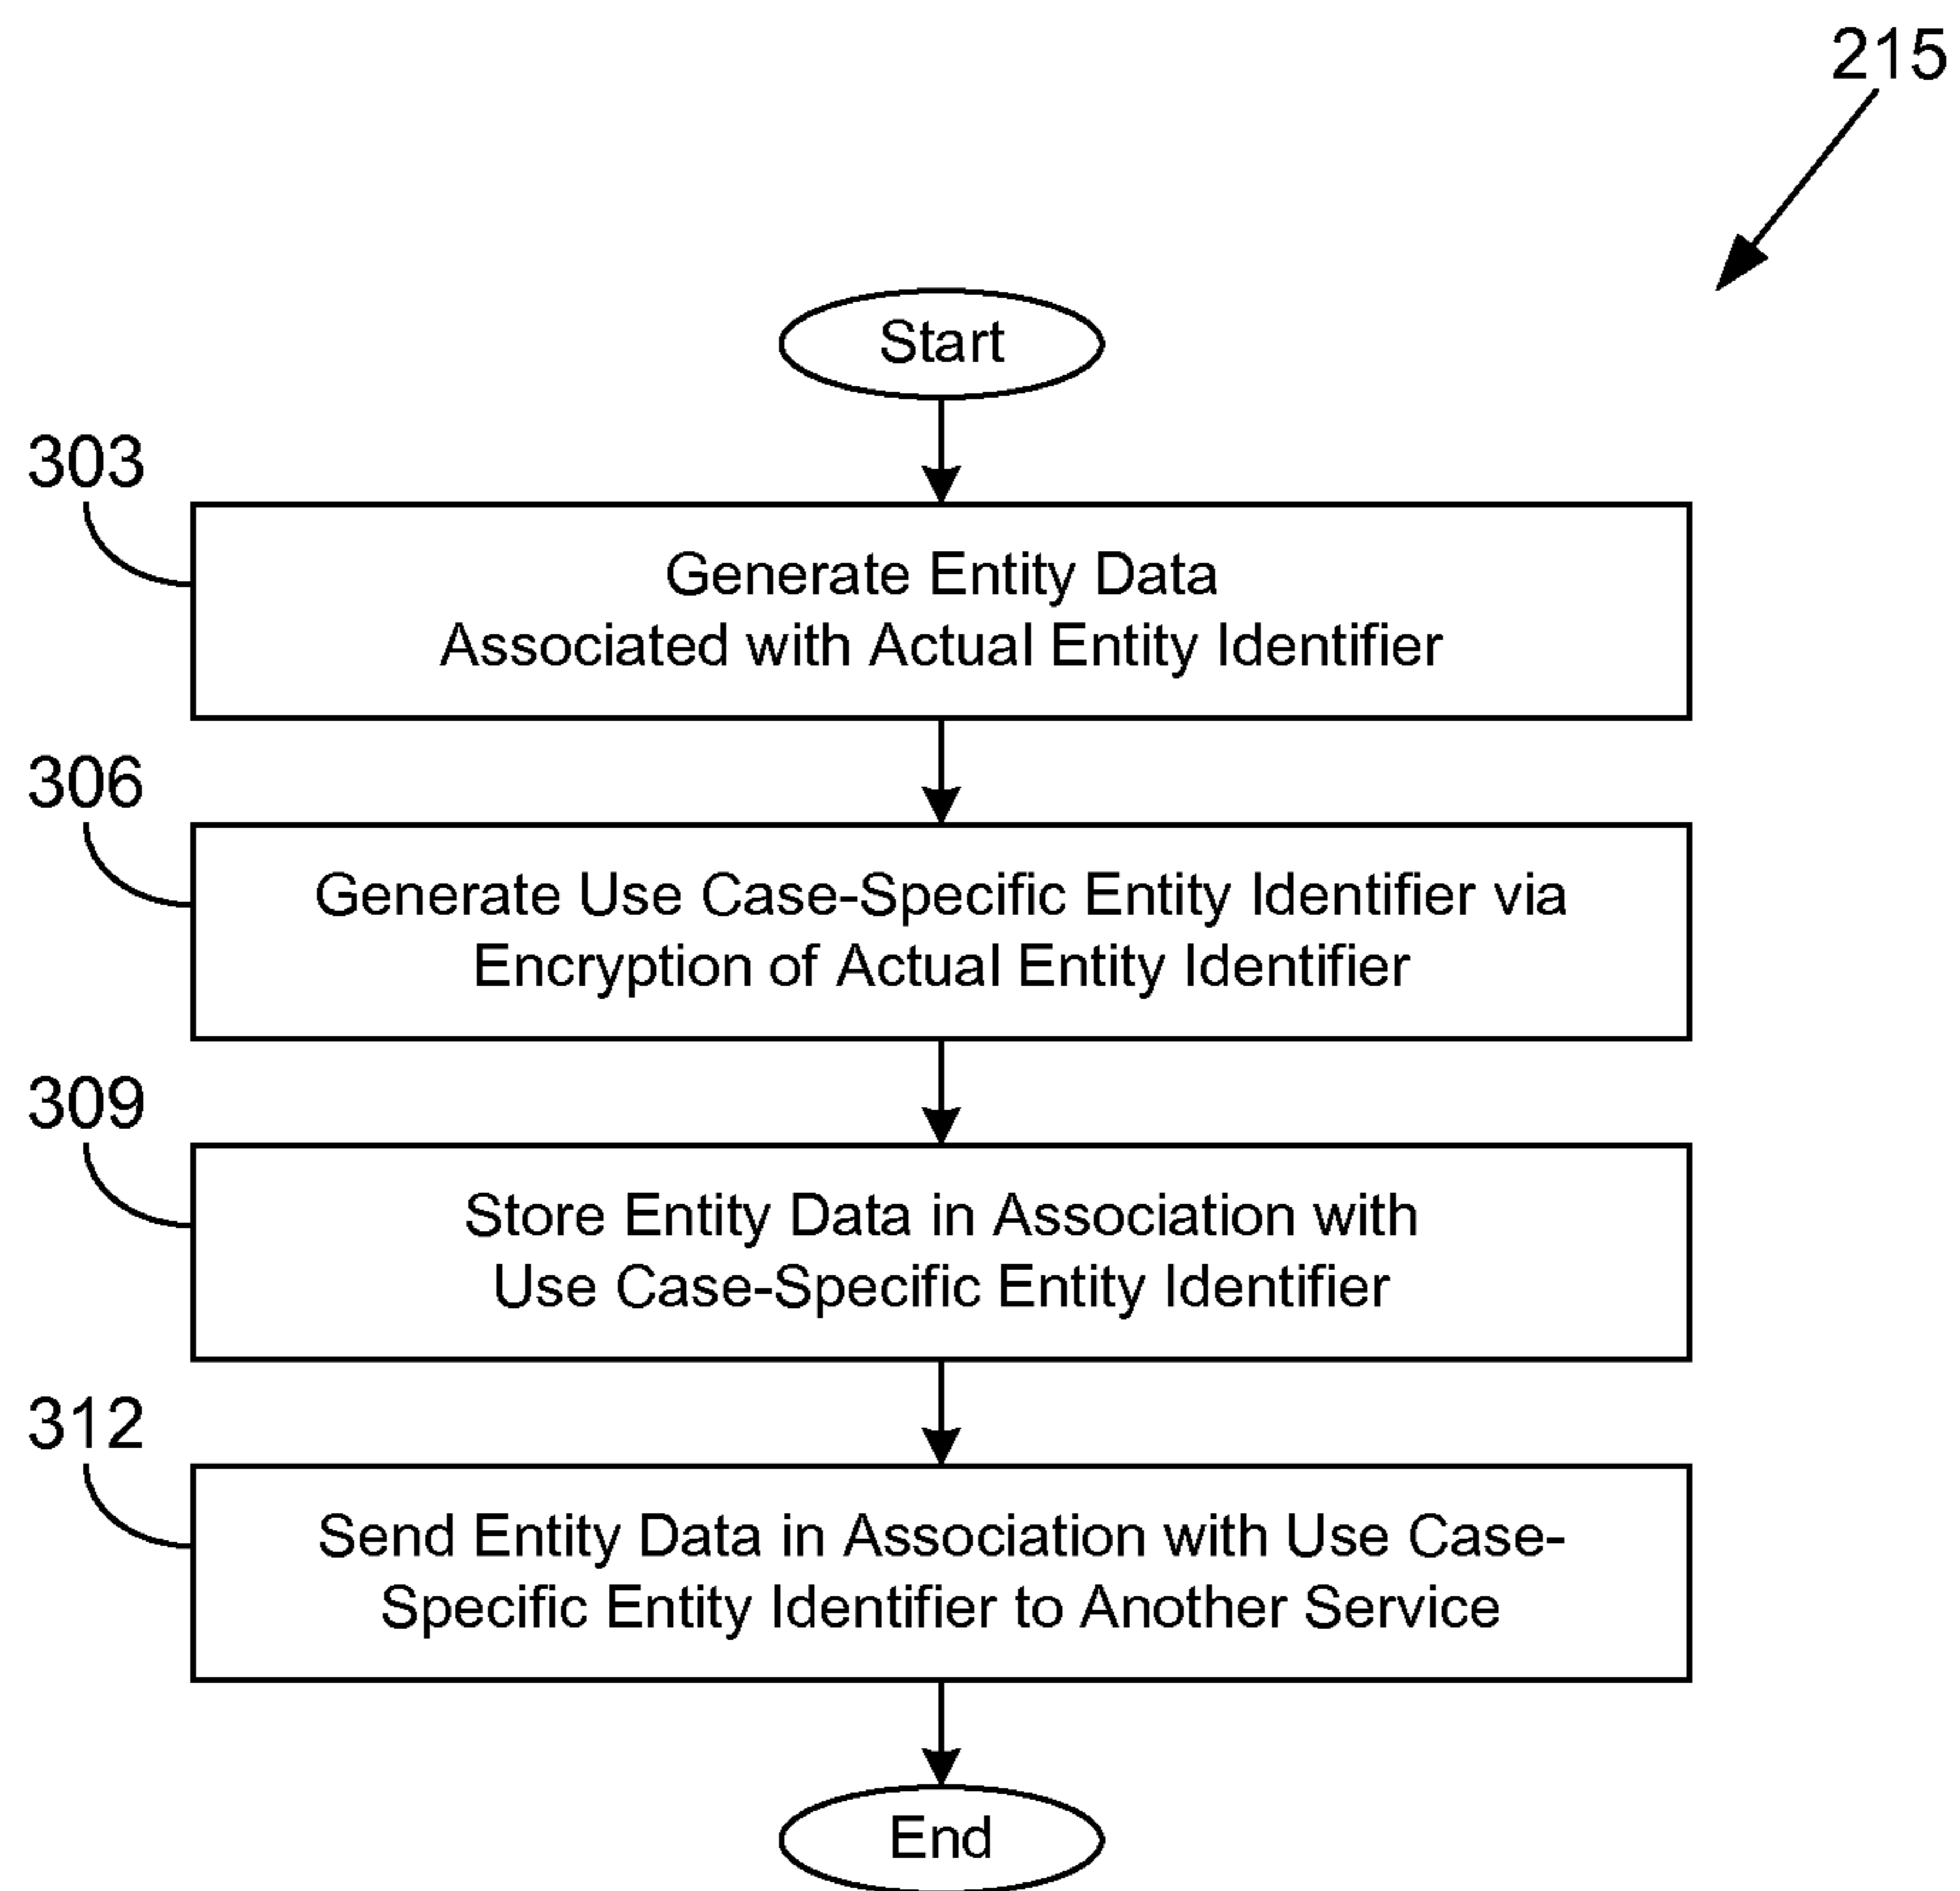 215
Start
303
Generate Entity Data
Associated with Actual Entity Identifier
306
Generate Use Case-Specific Entity Identifier via
Encryption of Actual Entity Identifier
309
Store Entity Data in Association with
Use Case-Specific Entity Identifier
312
Send Entity Data in Association with Use Case-
Specific Entity Identifier to Another Service
End